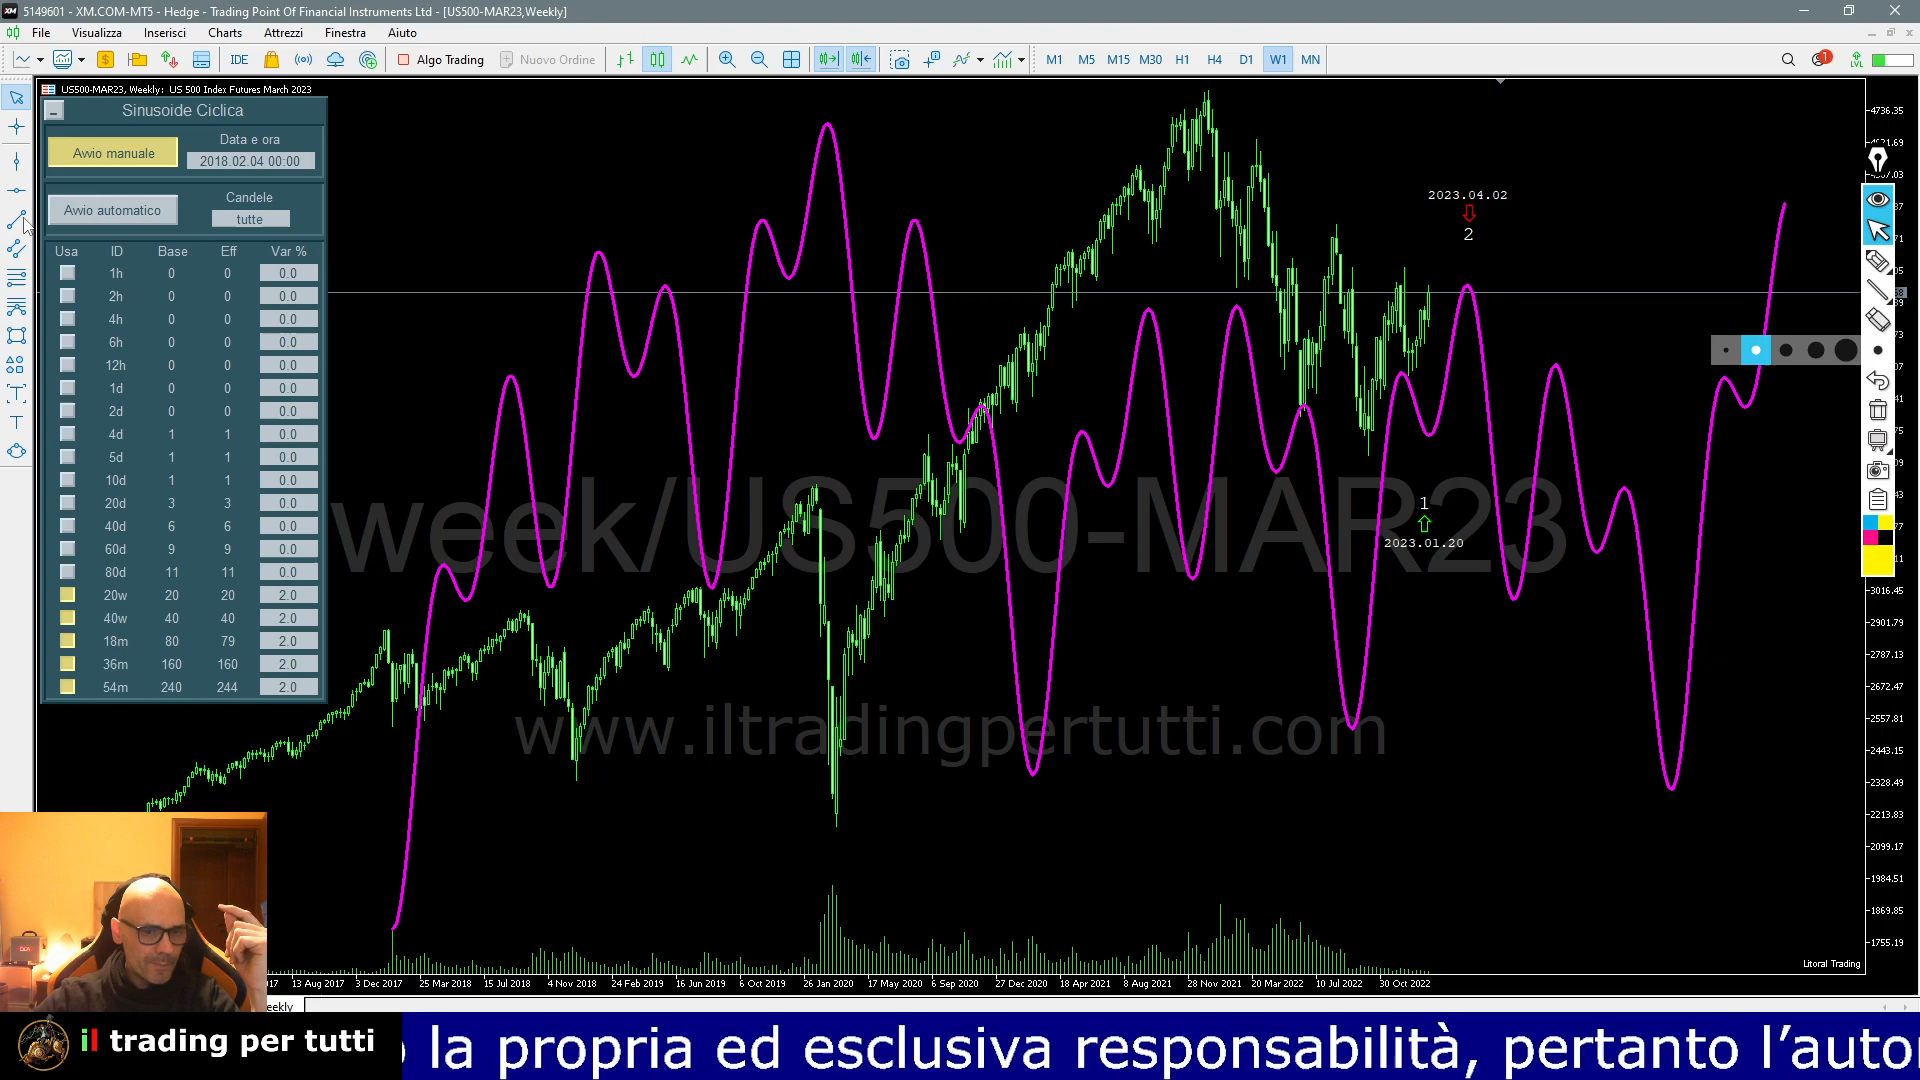 5149601 - XM.COM-MT5 - Hedge - Trading Point Of Financial Instruments Ltd - [US500-MAR23,Weekly]
File Visualizza Inserisci Charts Attrezzi Finestra Aiuto
IDE Algo Trading Nuovo Ordine M1 M5 M15 M30 H1 H4 D1 W1 MN 1 LVL
US500-MAR23, Weekly: US 500 Index Futures March 2023
Sinusoide Ciclica
Avvio manuale
Data e ora
2018.02.04 00:00
Avvio automatico
Candele
tutte
Usa ID Base Eff Var %
1h 0 0 0.0
2h 0 0 0.0
4h 0 0 0.0
6h 0 0 0.0
12h 0 0 0.0
1d 0 0 0.0
2d 0 0 0.0
4d 1 1 0.0
5d 1 1 0.0
10d 1 1 0.0
20d 3 3 0.0
40d 6 6 0.0
60d 9 9 0.0
80d 11 11 0.0
20w 20 20 2.0
40w 40 40 2.0
18m 80 79 2.0
36m 160 160 2.0
54m 240 244 2.0
2023.04.02
2
1
2023.01.20
week/US500-MAR23
www.iltradingpertutti.com
4736.35
3016.45
2901.79
2787.13
2672.47
2557.81
2443.15
2328.49
2213.83
2099.17
1984.51
1869.85
1755.19
Litoral Trading
13 Aug 2017 3 Dec 2017 25 Mar 2018 15 Jul 2018 4 Nov 2018 24 Feb 2019 16 Jun 2019 6 Oct 2019 26 Jan 2020 17 May 2020 6 Sep 2020 27 Dec 2020 18 Apr 2021 8 Aug 2021 28 Nov 2021 20 Mar 2022 10 Jul 2022 30 Oct 2022
il trading per tutti
la propria ed esclusiva responsabilità, pertanto l’auto